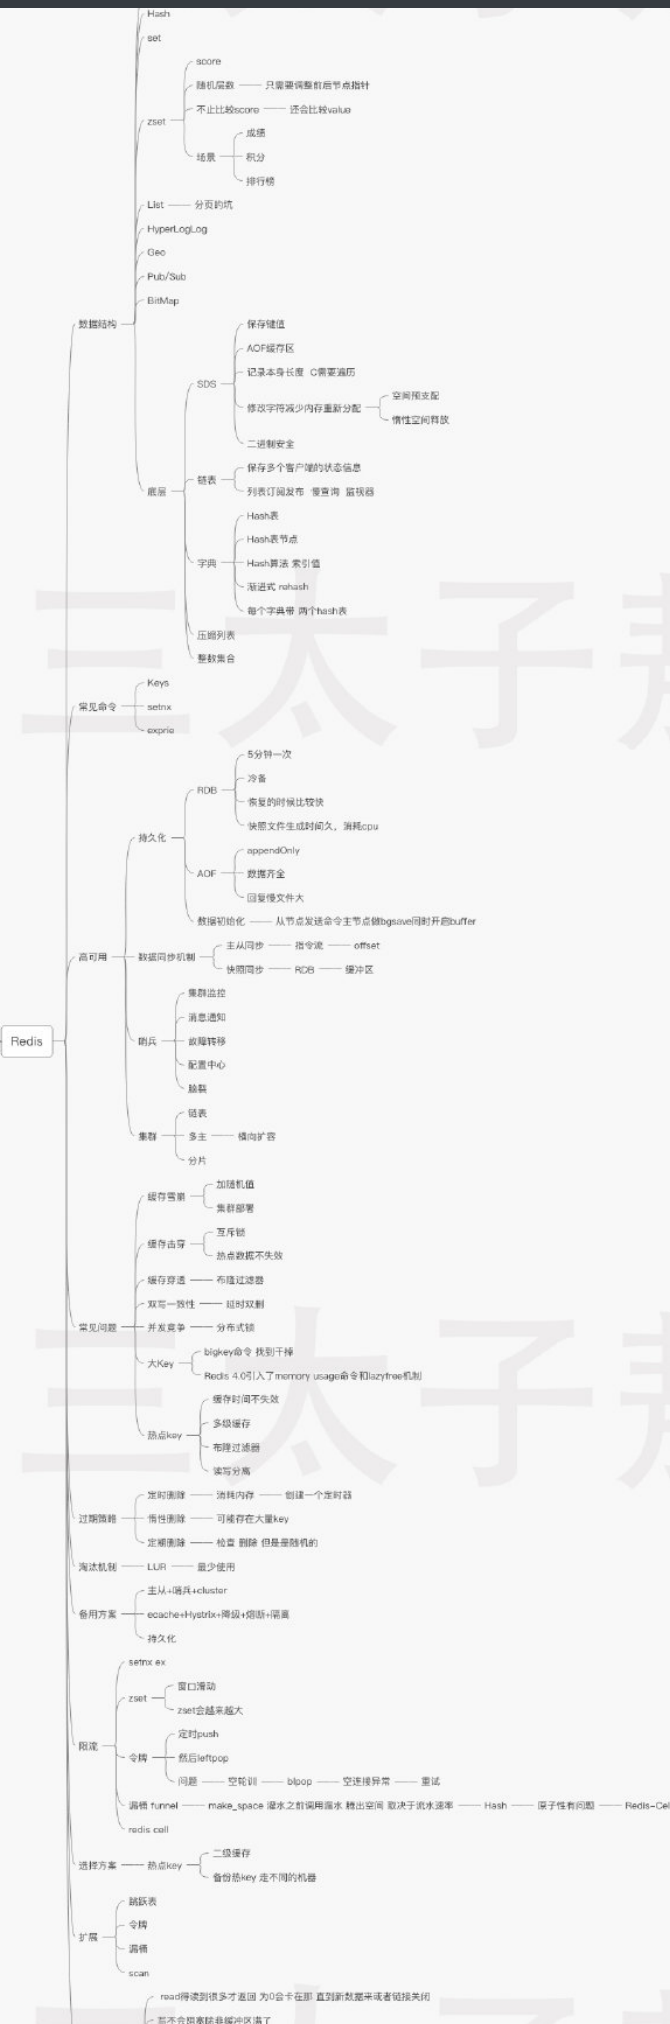 Hash
set
score
随机层数
只需要调整前后节点指针
不止比较score
还会比较value
zset
成绩
场景
积分
排行榜
List
分页的坑
HyperLogLog
Geo
Pub/Sub
BitMap
数据结构
保存键值
AOF缓存区
记录本身长度 C需要遍历
SDS
空间预支配
修改字符减少内存重新分配
惰性空间释放
二进制安全
保存多个客户端的状态信息
链表
列表订阅发布 慢查询 监视器
底层
Hash表
Hash表节点
字典
Hash算法 索引值
渐进式 rehash
每个字典带 两个hash表
压缩列表
整数集合
Keys
常见命令
setnx
exprie
5分钟一次
冷备
RDB
恢复的时候比较快
快照文件生成时间久，消耗cpu
持久化
appendOnly
AOF
数据齐全
回复慢文件大
数据初始化
从节点发送命令主节点做bgsave同时开启buffer
主从同步
指令流
offset
高可用
数据同步机制
快照同步
RDB
缓冲区
集群监控
消息通知
Redis
哨兵
故障转移
配置中心
脑裂
链表
集群
多主
横向扩容
分片
加随机值
缓存雪崩
集群部署
互斥锁
缓存击穿
热点数据不失效
缓存穿透
布隆过滤器
双写一致性
延时双删
常见问题
并发竞争
分布式锁
bigkey命令 找到干掉
大Key
Redis 4.0引入了memory usage命令和lazyfree机制
缓存时间不失效
多级缓存
热点key
布隆过滤器
读写分离
定时删除
消耗内存
创建一个定时器
过期策略
惰性删除
可能存在大量key
定期删除
检查 删除 但是是随机的
淘汰机制
LUR
最少使用
主从+哨兵+cluster
备用方案
ecache+Hystrix+降级+熔断+隔离
持久化
setnx ex
窗口滑动
zset
zset会越来越大
定时push
限流
令牌
然后leftpop
问题
空轮训
blpop
空连接异常
重试
漏桶 funnel
make_space 灌水之前调用漏水 腾出空间 取决于流水速率
Hash
原子性有问题
Redis-Cel
redis cell
二级缓存
选择方案
热点key
备份热key 走不同的机器
跳跃表
令牌
扩展
漏桶
scan
read得读到很多才返回 为0会卡在那 直到新数据来或者链接关闭
写不会阻塞除非缓冲区满了
三太子
三太子